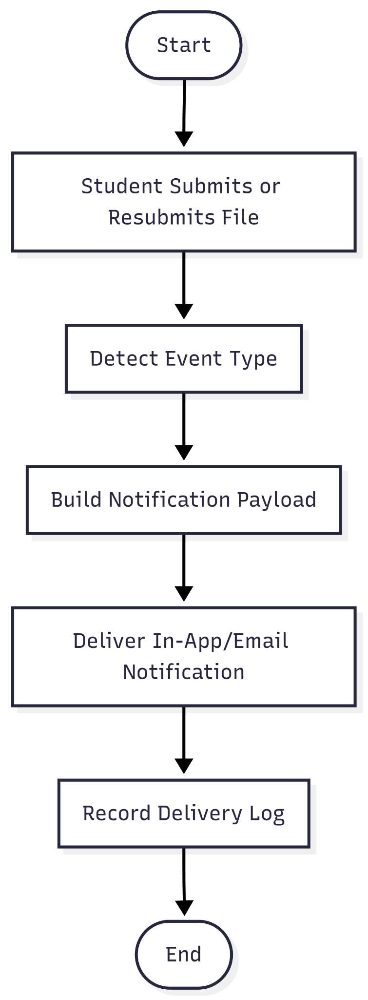 Start
Student Submits or
Resubmits File
Detect Event Type
Build Notification Payload
Deliver In-App/Email
Notification
Record Delivery Log
End